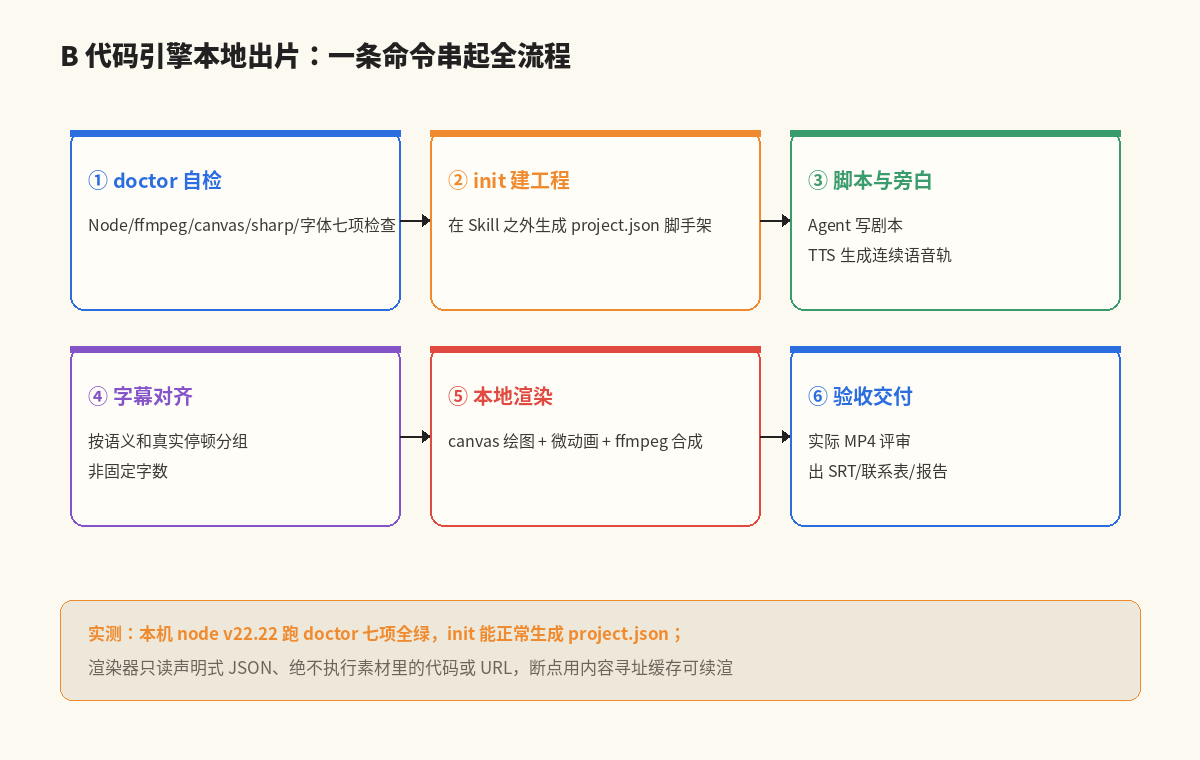 B 代码引擎本地出片：一条命令串起全流程
① doctor 自检
Node/ffmpeg/canvas/sharp/字体七项检查
② init 建工程
在 Skill 之外生成 project.json 脚手架
③ 脚本与旁白
Agent 写剧本
TTS 生成连续语音轨
④ 字幕对齐
按语义和真实停顿分组
非固定字数
⑤ 本地渲染
canvas 绘图 + 微动画 + ffmpeg 合成
⑥ 验收交付
实际 MP4 评审
出 SRT/联系表/报告
实测：本机 node v22.22 跑 doctor 七项全绿，init 能正常生成 project.json；
渲染器只读声明式 JSON、绝不执行素材里的代码或 URL，断点用内容寻址缓存可续渲